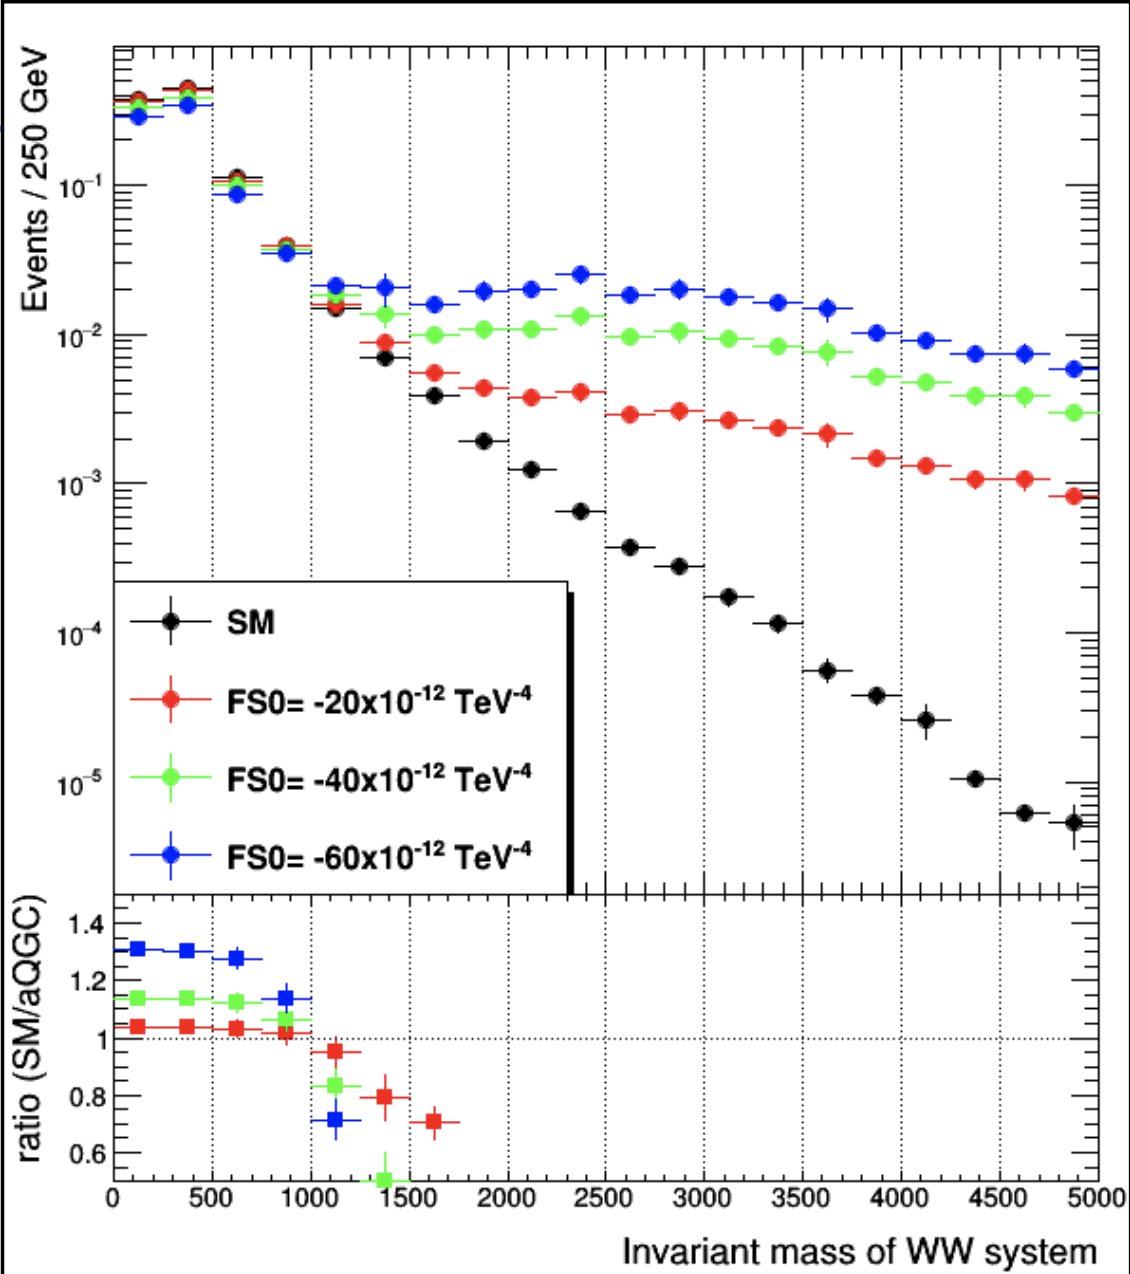 Events / 250 GeV
10⁻¹
10⁻²
10⁻³
10⁻⁴
10⁻⁵
SM
FS0= -20x10⁻¹² TeV⁻⁴
FS0= -40x10⁻¹² TeV⁻⁴
FS0= -60x10⁻¹² TeV⁻⁴
ratio (SM/aQGC)
1.4
1.2
1
0.8
0.6
0 500 1000 1500 2000 2500 3000 3500 4000 4500 5000
Invariant mass of WW system